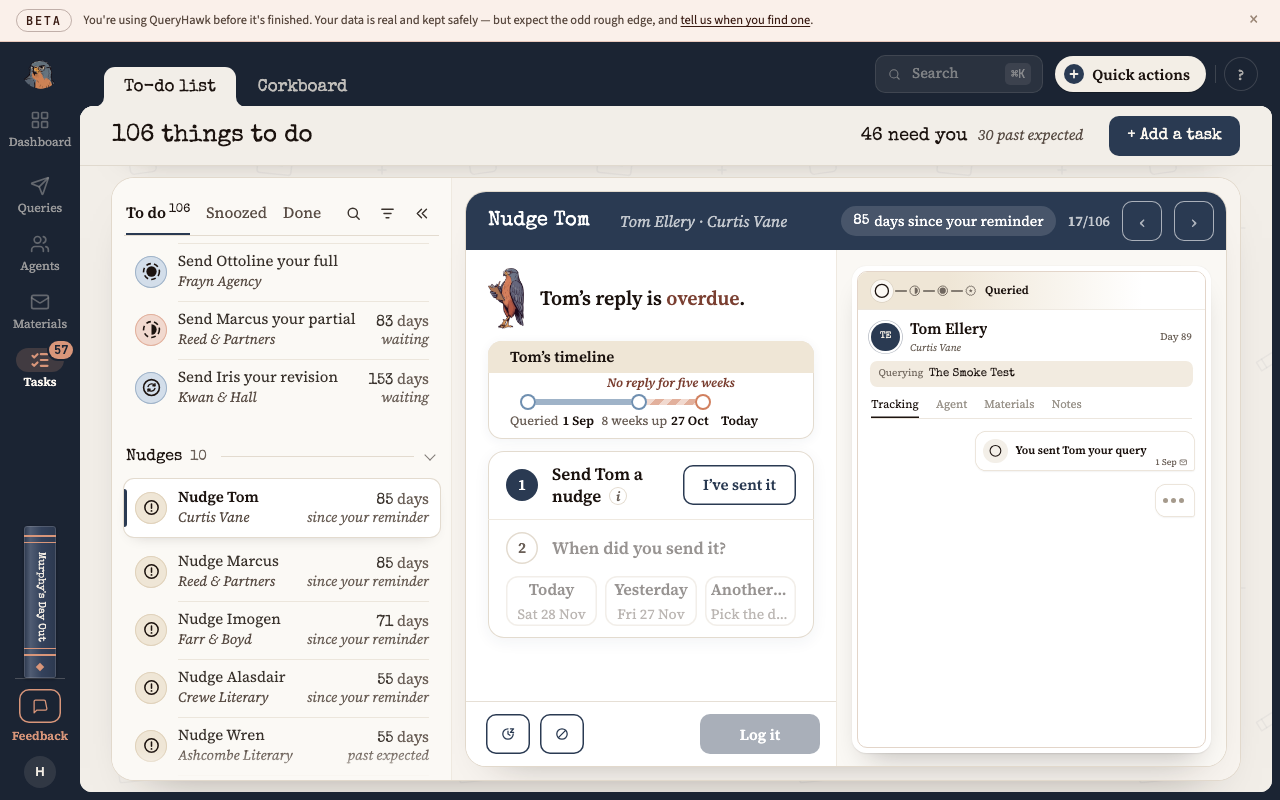 BETA
You're using QueryHawk before it's finished. Your data is real and kept safely — but expect the odd rough edge, and tell us when you find one.
×
To-do list
Corkboard
Search
⌘K
Quick actions
?
Dashboard
Queries
Agents
Materials
57
Tasks
Murphy's Day Out
Feedback
H
106 things to do
46 need you
30 past expected
+ Add a task
To do 106
Snoozed
Done
Send Ottoline your full
Frayn Agency
Send Marcus your partial
83 days
Reed & Partners
waiting
Send Iris your revision
153 days
Kwan & Hall
waiting
Nudges 10
Nudge Tom
85 days
Curtis Vane
since your reminder
Nudge Marcus
85 days
Reed & Partners
since your reminder
Nudge Imogen
71 days
Farr & Boyd
since your reminder
Nudge Alasdair
55 days
Crewe Literary
since your reminder
Nudge Wren
55 days
Ashcombe Literary
past expected
Nudge Tom
Tom Ellery · Curtis Vane
85 days since your reminder
17/106
‹
›
Tom's reply is overdue.
Tom's timeline
No reply for five weeks
Queried 1 Sep
8 weeks up 27 Oct
Today
1
Send Tom a
nudge i
I've sent it
2
When did you send it?
Today
Yesterday
Another...
Sat 28 Nov
Fri 27 Nov
Pick the d...
Log it
Queried
TE
Tom Ellery
Curtis Vane
Day 89
Querying The Smoke Test
Tracking
Agent
Materials
Notes
You sent Tom your query
1 Sep